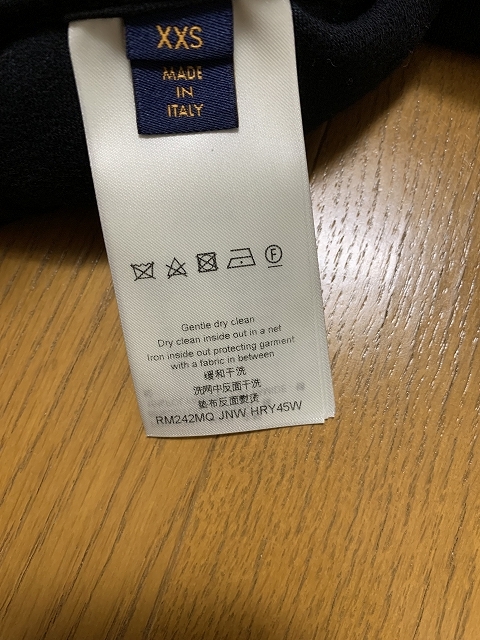 XXS
MADE
IN
ITALY
F
Gentle dry clean
Dry clean inside out in a net
Iron inside out protecting garment
with a fabric in between
缓和干洗
洗网中反面干洗
垫布反面熨烫
RM242MQ JNW HRY45W